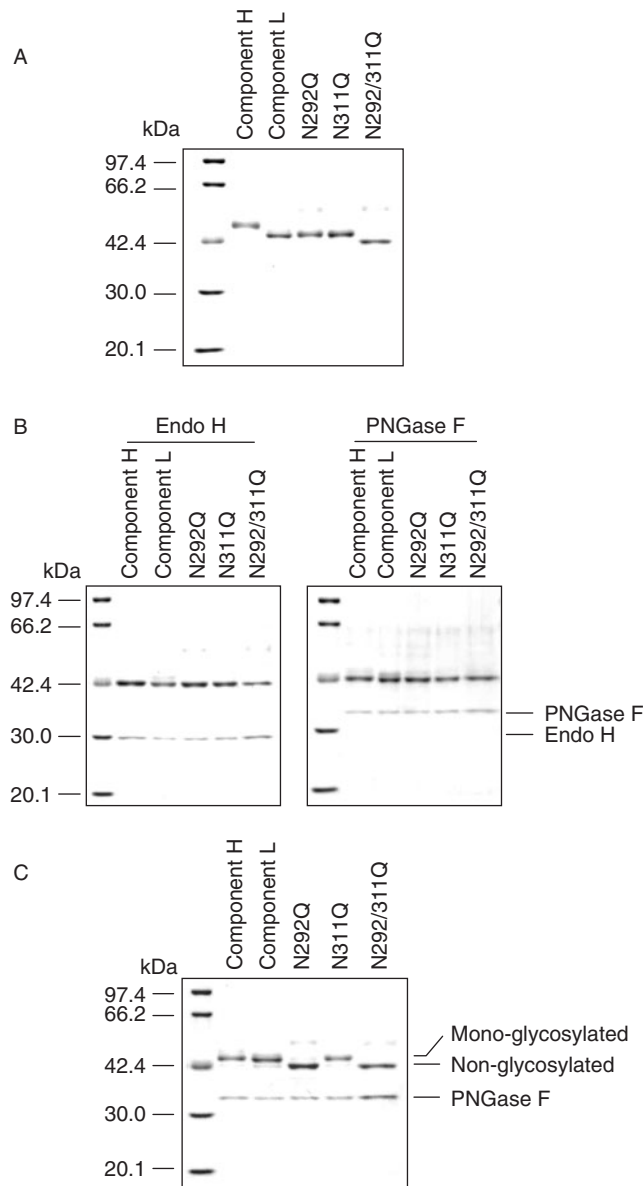 A
Component H
Component L
N292Q
N311Q
N292/311Q
kDa
97.4
66.2
42.4
30.0
20.1
B
Endo H
PNGase F
Component H
Component L
N292Q
N311Q
N292/311Q
Component H
Component L
N292Q
N311Q
N292/311Q
kDa
97.4
66.2
42.4
30.0
20.1
PNGase F
Endo H
C
Component H
Component L
N292Q
N311Q
N292/311Q
kDa
97.4
66.2
42.4
30.0
20.1
Mono-glycosylated
Non-glycosylated
PNGase F